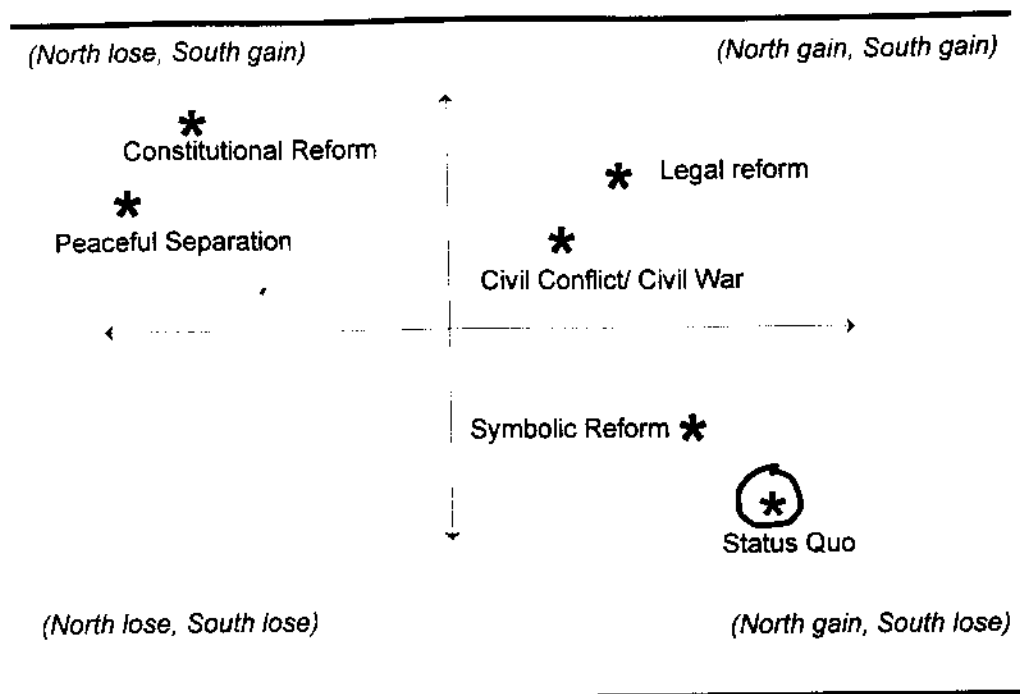 (North lose, South gain)
(North gain, South gain)
Constitutional Reform
Legal reform
Peaceful Separation
Civil Conflict/ Civil War
Symbolic Reform
Status Quo
(North lose, South lose)
(North gain, South lose)